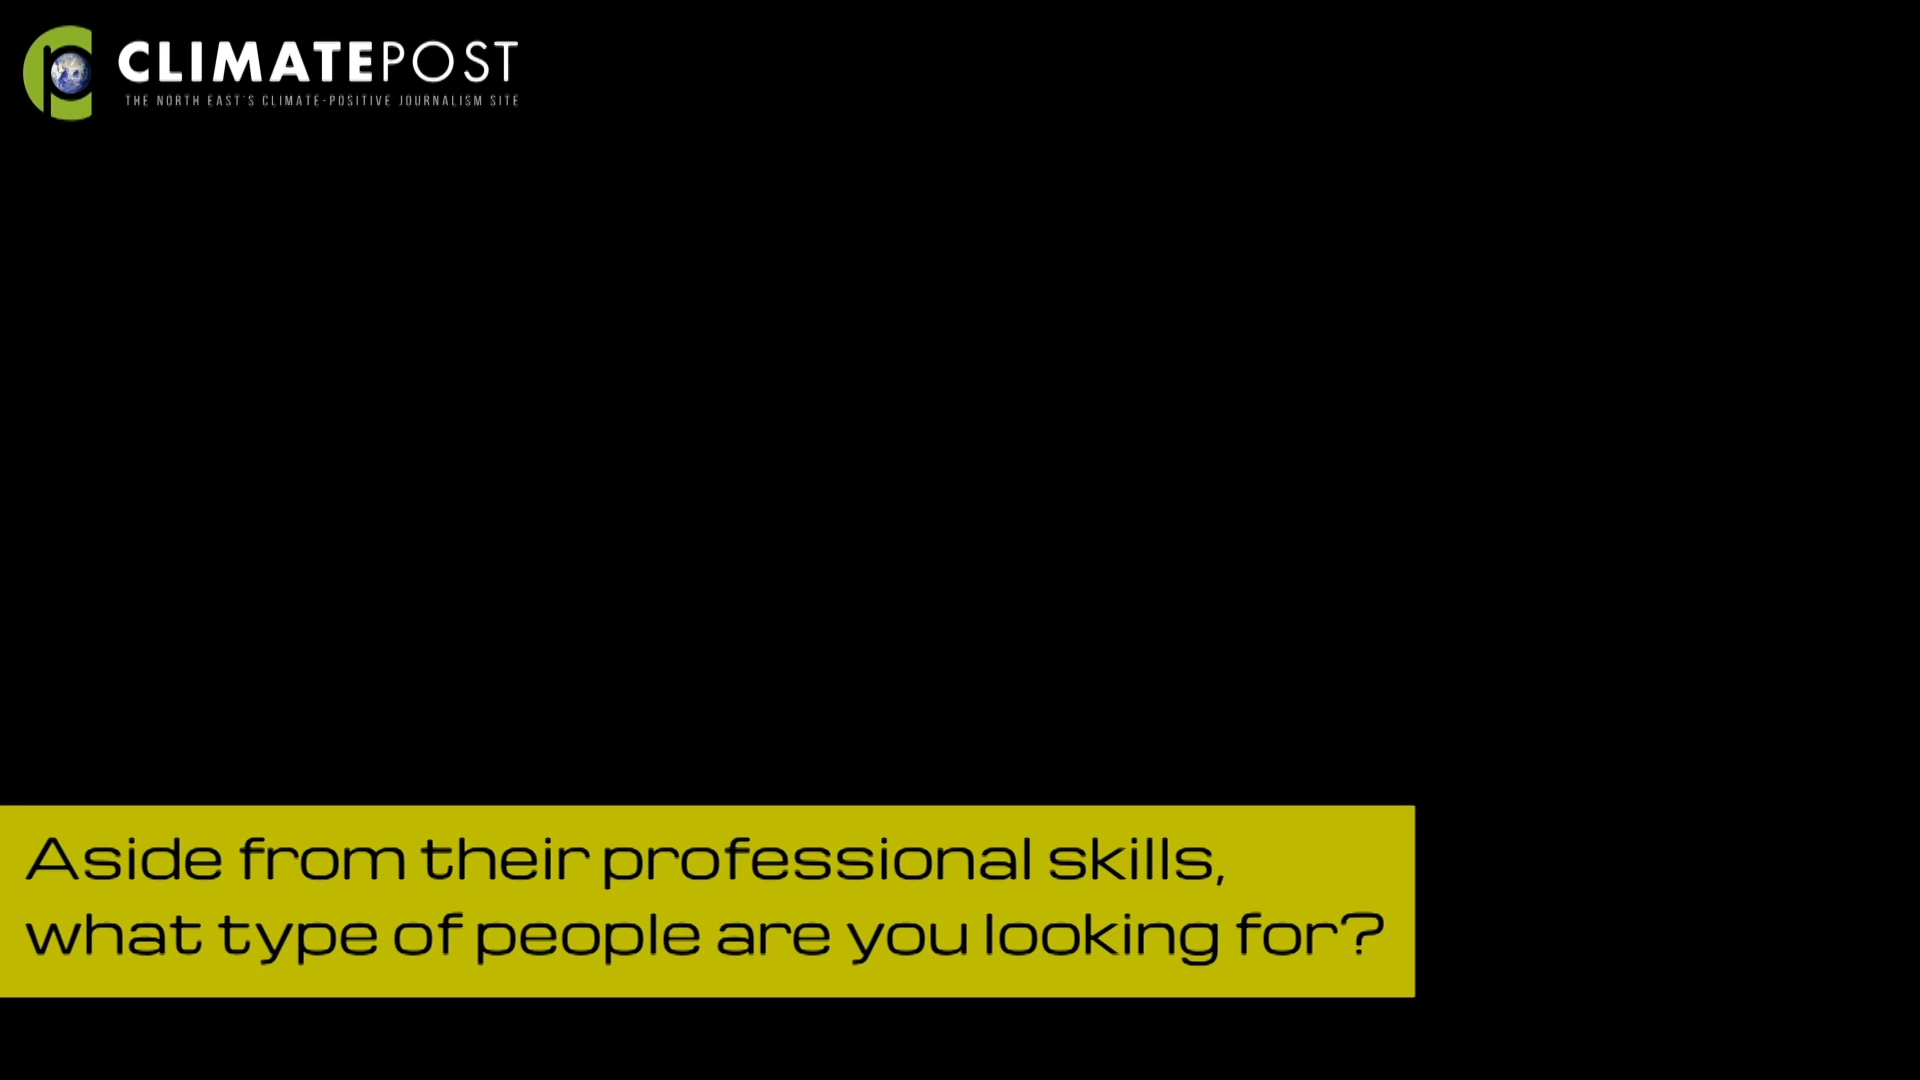 CLIMATEPOST
THE NORTH EAST'S CLIMATE-POSITIVE JOURNALISM SITE
Aside from their professional skills,
what type of people are you looking for?